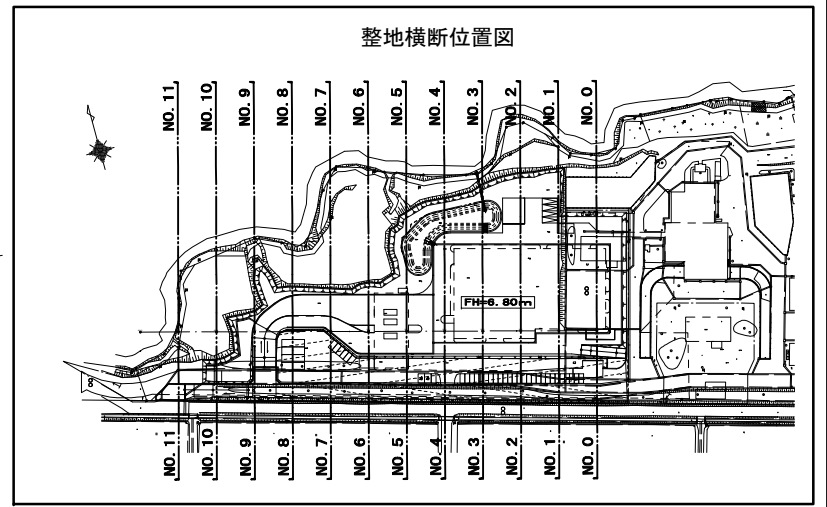 整地横断位置図
NO. 11
NO. 10
NO. 9
NO. 8
NO. 7
NO. 6
NO. 5
NO. 4
NO. 3
NO. 2
NO. 1
NO. 0
FH=6. 80m
NO. 11
NO. 10
NO. 9
NO. 8
NO. 7
NO. 6
NO. 5
NO. 4
NO. 3
NO. 2
NO. 1
NO. 0